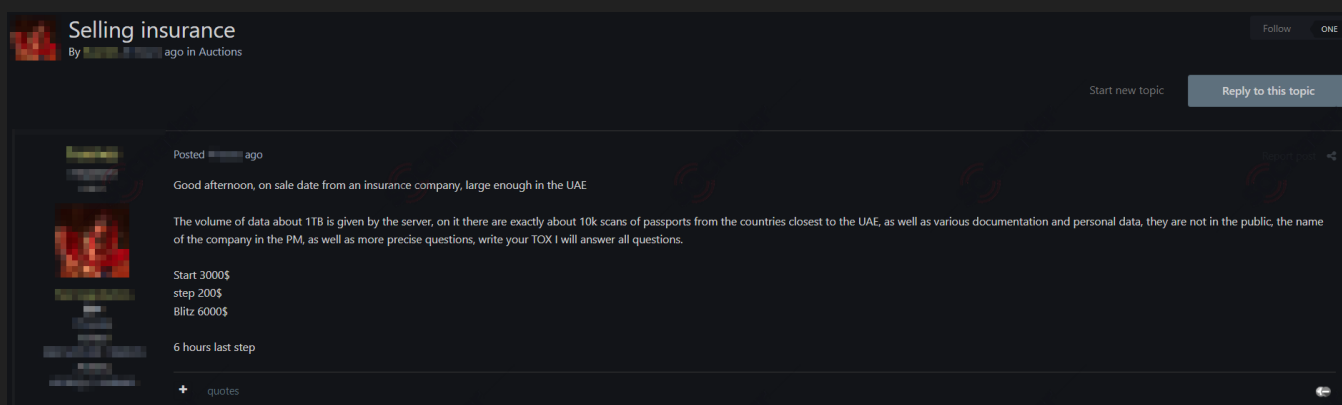 Selling insurance
By ago in Auctions
Follow
ONE
Start new topic
Reply to this topic
Posted ago
Report post
Good afternoon, on sale date from an insurance company, large enough in the UAE
The volume of data about 1TB is given by the server, on it there are exactly about 10k scans of passports from the countries closest to the UAE, as well as various documentation and personal data, they are not in the public, the name
of the company in the PM, as well as more precise questions, write your TOX I will answer all questions.
Start 3000$
step 200$
Blitz 6000$
6 hours last step
+ quotes